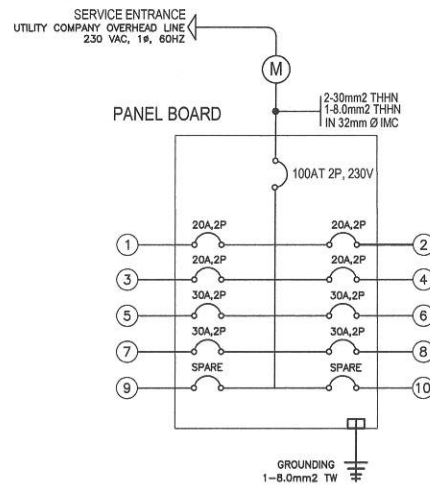 SERVICE ENTRANCE
UTILITY COMPANY OVERHEAD LINE
230 VAC, 1ø, 60HZ
M
2-30mm2 THHN
1-8.0mm2 THHN
IN 32mm Ø IMC
PANEL BOARD
100AT 2P, 230V
20A,2P 20A,2P
1 2
20A,2P 20A,2P
3 4
30A,2P 30A,2P
5 6
30A,2P 30A,2P
7 8
SPARE SPARE
9 10
GROUNDING
1-8.0mm2 TW